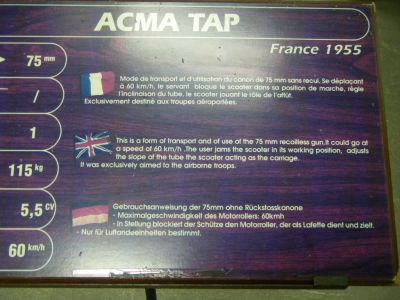 ACMA TAP
France 1955
75 mm
/
1
115 kg
5,5 CV
60 km/h
Mode de transport et d'utilisation du canon de 75mm sans recul. Se déplaçant
à 60 km/h, le servant bloque le scooter dans sa position de marche, règle
l'inclinaison du tube, le scooter jouant le rôle de l'affût.
Exclusivement destiné aux troupes aéroportées.
This is a form of transport and of use of the 75mm recoilless gun.It could go at
a speed of 60 km/h .The user jams the scooter in its working position, adjusts
the slope of the tube the scooter acting as the carriage.
It was exclusively aimed to the airborne troops.
Gebrauchsanweisung der 75mm ohne Rückstosskanone
- Maximalgeschwindigkeit des Motorrollers: 60kmh
- In Stellung blockiert der Schütze den Motorroller, der als Lafette dient und zielt.
- Nur für Luftlandeeinheiten bestimmt.